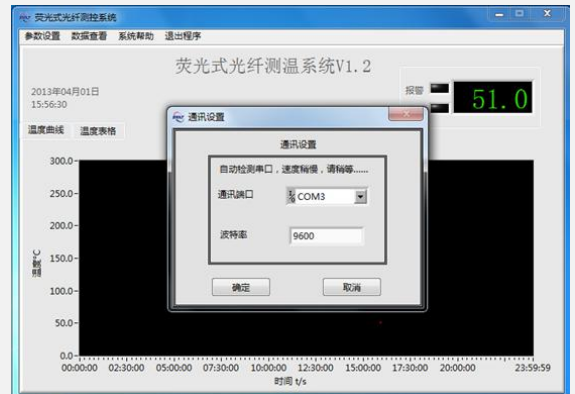 荧光式光纤测控系统
参数设置 数据查看 系统帮助 退出程序
荧光式光纤测温系统V1.2
2013年04月01日
15:56:30
报警
51.0
温度曲线 温度表格
通讯设置
通讯设置
自动检测串口，速度稍慢，请稍等......
通讯端口 COM3
波特率 9600
确定 取消
300.0
250.0
200.0
150.0
100.0
50.0
0.0
温度℃
00:00:00 02:30:00 05:00:00 07:30:00 10:00:00 12:30:00 15:00:00 17:30:00 20:00:00 23:59:59
时间 t/s